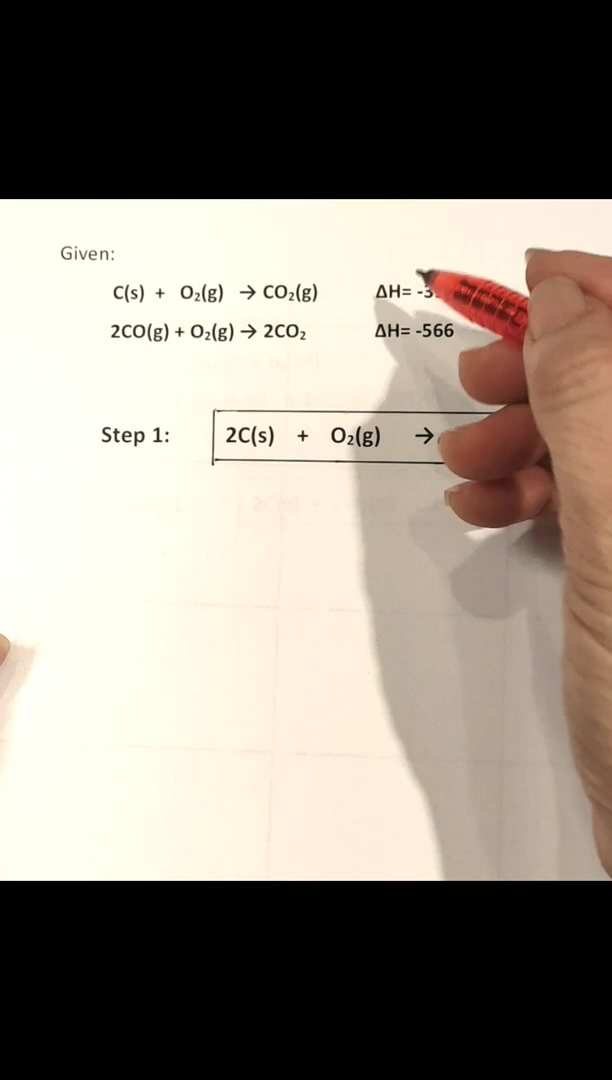 Given:
C(s) + O₂(g) → CO₂(g) ΔH= -3
2CO(g) + O₂(g) → 2CO₂ ΔH= -566
Step 1: 2C(s) + O₂(g) →